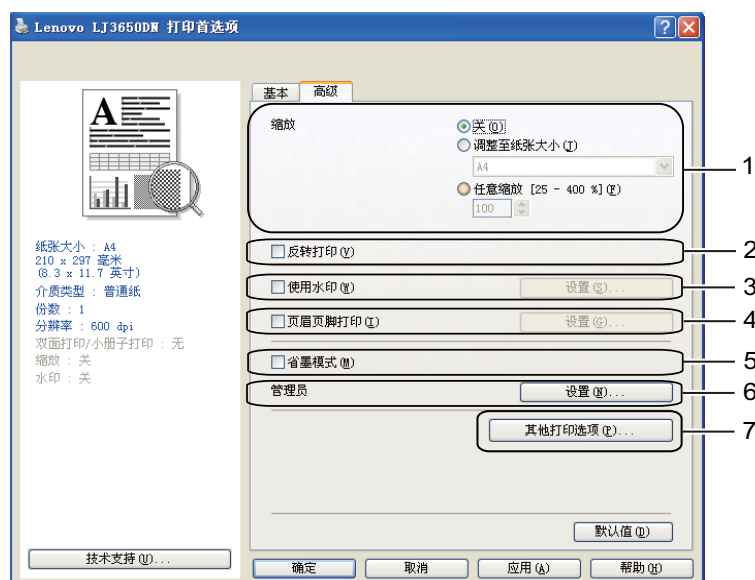 Lenovo LJ3650DN 打印首选项
基本 高级
缩放
关(O)
调整至纸张大小(J)
A4
任意缩放 [25 - 400 %](F)
100
1
反转打印(V)
2
使用水印(W) 设置(S)...
3
页眉页脚打印(I) 设置(G)...
4
省墨模式(M)
5
管理员 设置(N)...
6
其他打印选项(P)...
7
A
纸张大小 : A4
210 x 297 毫米
(8.3 x 11.7 英寸)
介质类型 : 普通纸
份数 : 1
分辨率 : 600 dpi
双面打印/小册子打印 : 无
缩放 : 关
水印 : 关
默认值(D)
技术支持(U)...
确定 取消 应用(A) 帮助(H)